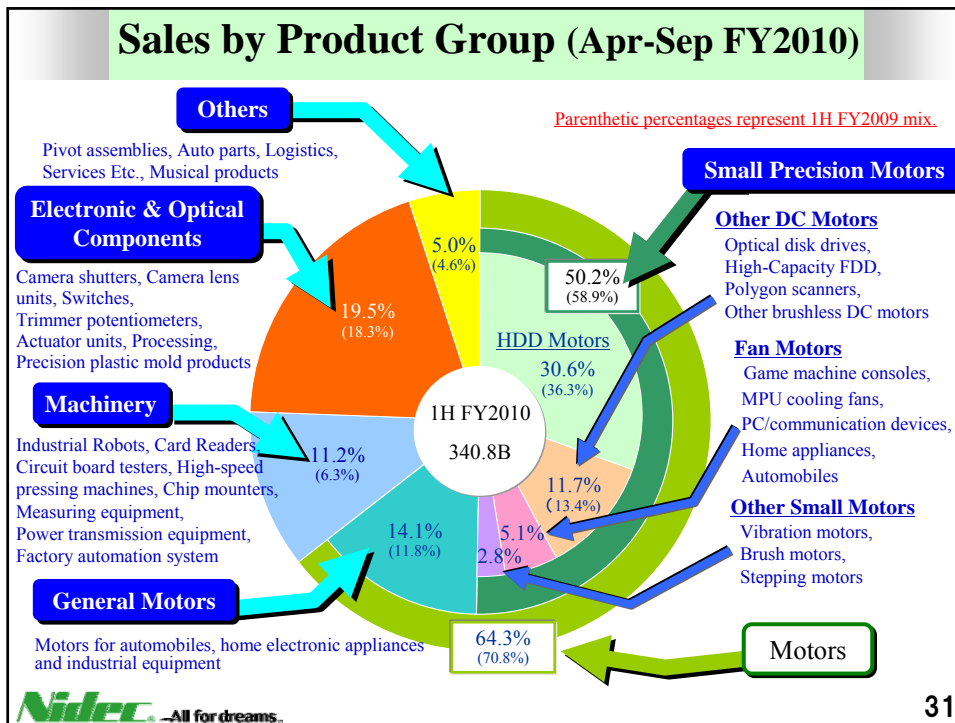 Sales by Product Group (Apr-Sep FY2010)
Others
Parenthetic percentages represent 1H FY2009 mix.
Pivot assemblies, Auto parts, Logistics,
Services Etc., Musical products
Small Precision Motors
Electronic & Optical
Components
Camera shutters, Camera lens
units, Switches,
Trimmer potentiometers,
Actuator units, Processing,
Precision plastic mold products
Other DC Motors
Optical disk drives,
High-Capacity FDD,
Polygon scanners,
Other brushless DC motors
5.0%
(4.6%)
50.2%
(58.9%)
19.5%
(18.3%)
HDD Motors
30.6%
(36.3%)
Fan Motors
Game machine consoles,
MPU cooling fans,
PC/communication devices,
Home appliances,
Automobiles
Machinery
Industrial Robots, Card Readers,
Circuit board testers, High-speed
pressing machines, Chip mounters,
Measuring equipment,
Power transmission equipment,
Factory automation system
1H FY2010
340.8B
11.2%
(6.3%)
11.7%
(13.4%)
5.1%
2.8%
14.1%
(11.8%)
Other Small Motors
Vibration motors,
Brush motors,
Stepping motors
General Motors
Motors for automobiles, home electronic appliances
and industrial equipment
64.3%
(70.8%)
Motors
Nidec -All for dreams
31